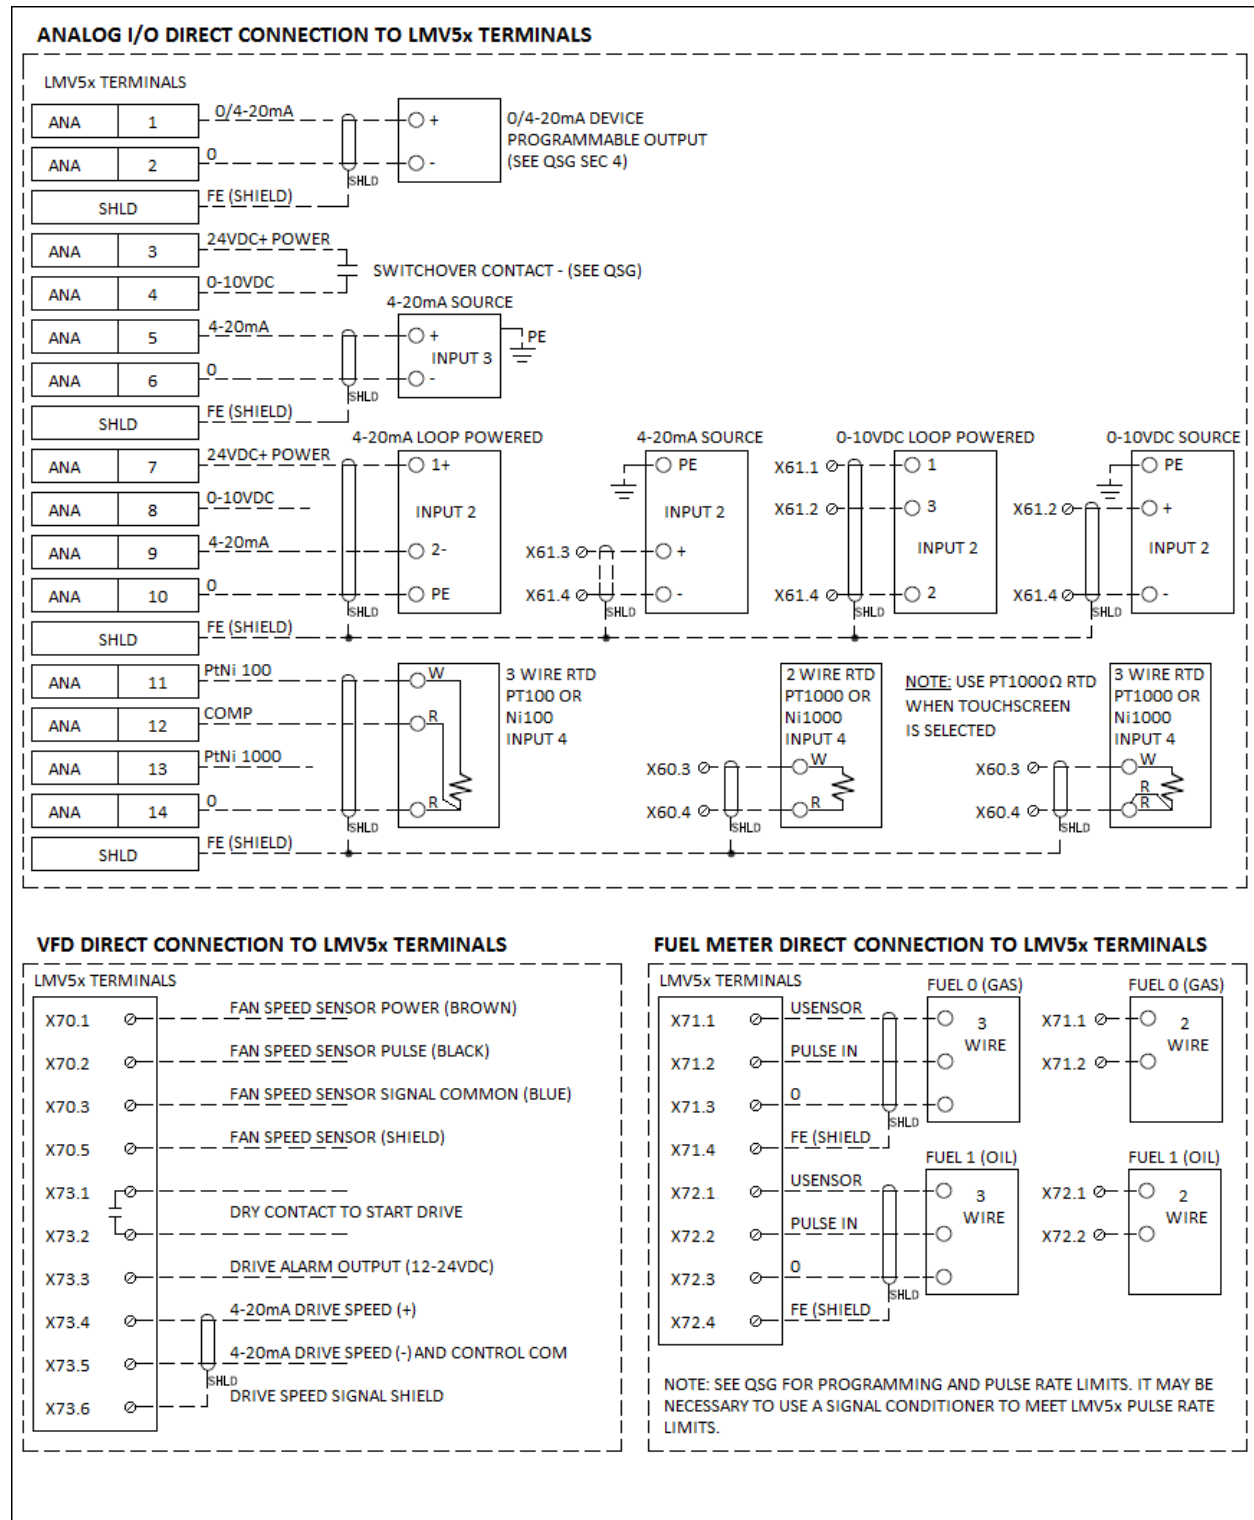 ANALOG I/O DIRECT CONNECTION TO LMV5x TERMINALS
LMV5x TERMINALS
ANA 1 0/4-20mA
ANA 2 0
SHLD FE (SHIELD)
+
-
SHLD
0/4-20mA DEVICE
PROGRAMMABLE OUTPUT
(SEE QSG SEC 4)
ANA 3 24VDC+ POWER
ANA 4 0-10VDC
SWITCHOVER CONTACT - (SEE QSG)
4-20mA SOURCE
ANA 5 4-20mA
ANA 6 0
SHLD FE (SHIELD)
+
INPUT 3
-
PE
SHLD
ANA 7 24VDC+ POWER
ANA 8 0-10VDC
ANA 9 4-20mA
ANA 10 0
SHLD FE (SHIELD)
4-20mA LOOP POWERED
1+
INPUT 2
2-
PE
SHLD
4-20mA SOURCE
PE
INPUT 2
X61.3 +
X61.4 -
SHLD
0-10VDC LOOP POWERED
X61.1 1
X61.2 3
INPUT 2
X61.4 2
SHLD
0-10VDC SOURCE
PE
X61.2 +
INPUT 2
X61.4 -
SHLD
ANA 11 PtNi 100
ANA 12 COMP
ANA 13 PtNi 1000
ANA 14 0
SHLD FE (SHIELD)
W
R
R
SHLD
3 WIRE RTD
PT100 OR
Ni100
INPUT 4
2 WIRE RTD
PT1000 OR
Ni1000
INPUT 4
X60.3 W
X60.4 R
SHLD
NOTE: USE PT1000Ω RTD
WHEN TOUCHSCREEN
IS SELECTED
3 WIRE RTD
PT1000 OR
Ni1000
INPUT 4
X60.3 W
R
X60.4 R
SHLD
VFD DIRECT CONNECTION TO LMV5x TERMINALS
LMV5x TERMINALS
X70.1 FAN SPEED SENSOR POWER (BROWN)
X70.2 FAN SPEED SENSOR PULSE (BLACK)
X70.3 FAN SPEED SENSOR SIGNAL COMMON (BLUE)
X70.5 FAN SPEED SENSOR (SHIELD)
X73.1
DRY CONTACT TO START DRIVE
X73.2
X73.3 DRIVE ALARM OUTPUT (12-24VDC)
X73.4 4-20mA DRIVE SPEED (+)
X73.5 4-20mA DRIVE SPEED (-) AND CONTROL COM
SHLD
X73.6 DRIVE SPEED SIGNAL SHIELD
FUEL METER DIRECT CONNECTION TO LMV5x TERMINALS
LMV5x TERMINALS
X71.1 USENSOR
X71.2 PULSE IN
X71.3 0
X71.4 FE (SHIELD
SHLD
FUEL 0 (GAS)
3
WIRE
FUEL 0 (GAS)
X71.1 2
WIRE
X71.2
X72.1 USENSOR
X72.2 PULSE IN
X72.3 0
X72.4 FE (SHIELD
SHLD
FUEL 1 (OIL)
3
WIRE
FUEL 1 (OIL)
X72.1 2
WIRE
X72.2
NOTE: SEE QSG FOR PROGRAMMING AND PULSE RATE LIMITS. IT MAY BE
NECESSARY TO USE A SIGNAL CONDITIONER TO MEET LMV5x PULSE RATE
LIMITS.